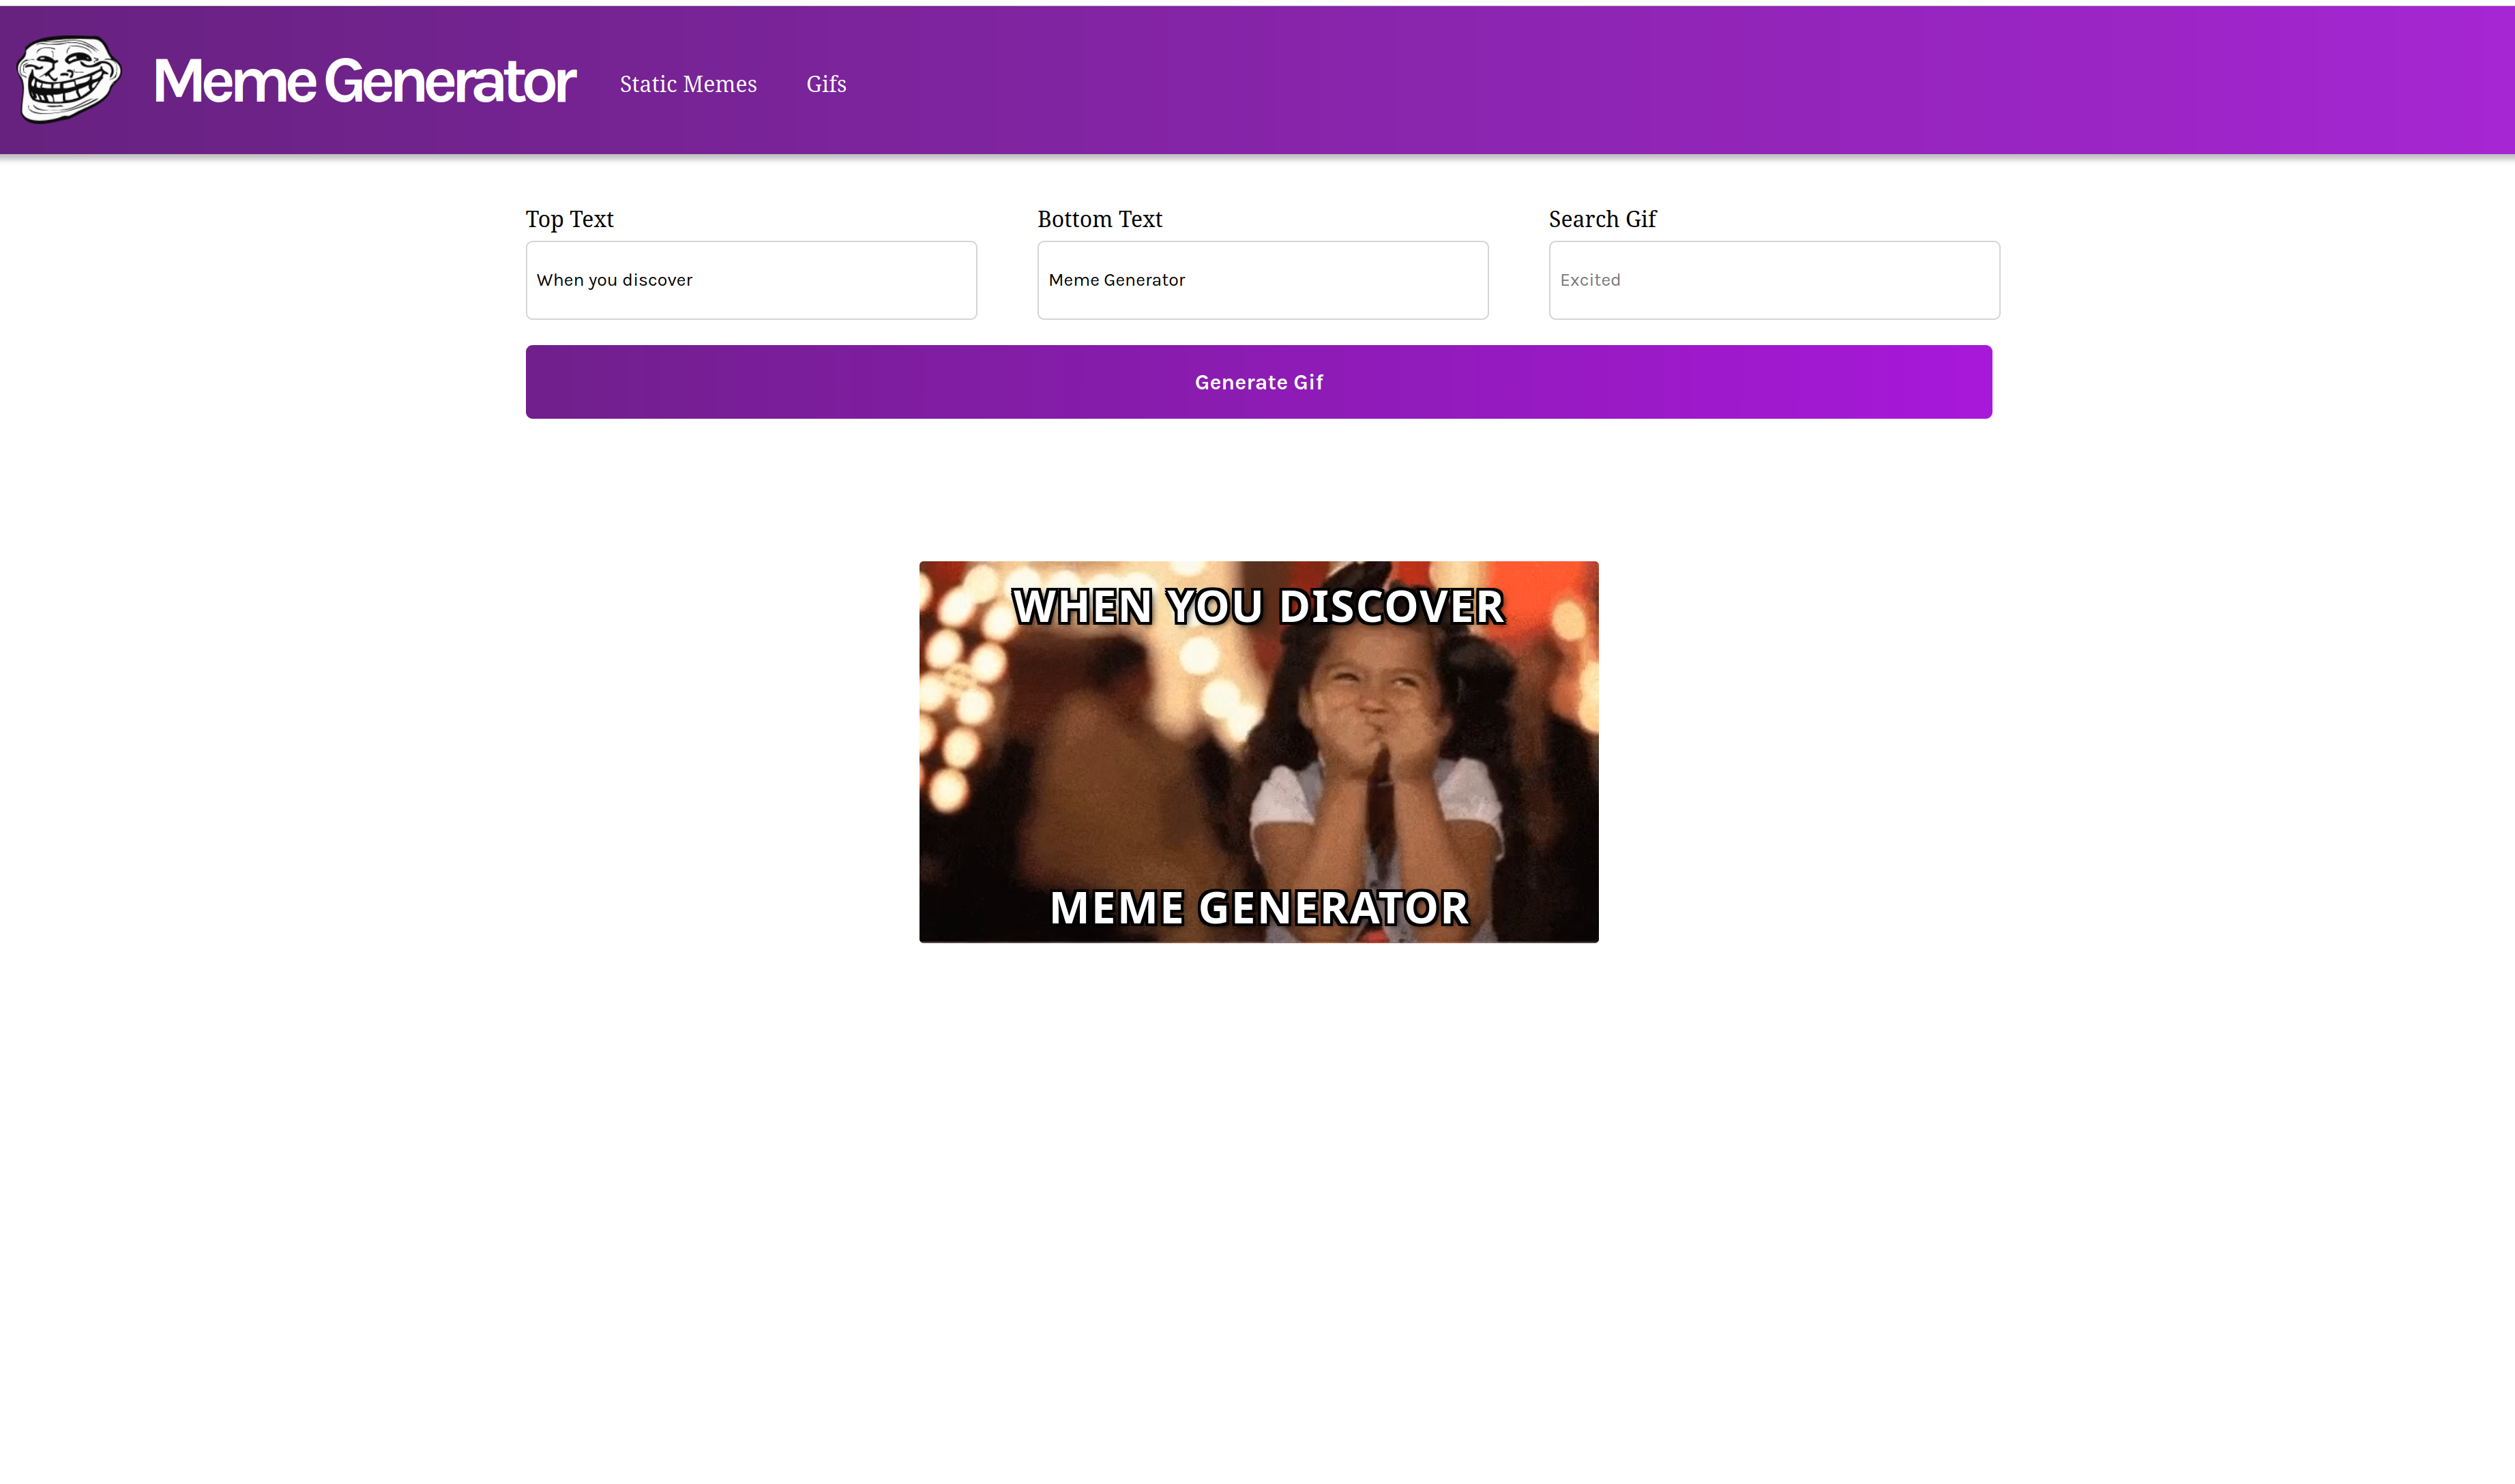 Meme Generator
Static Memes
Gifs
Top Text
Bottom Text
Search Gif
When you discover
Meme Generator
Excited
Generate Gif
WHEN YOU DISCOVER
MEME GENERATOR